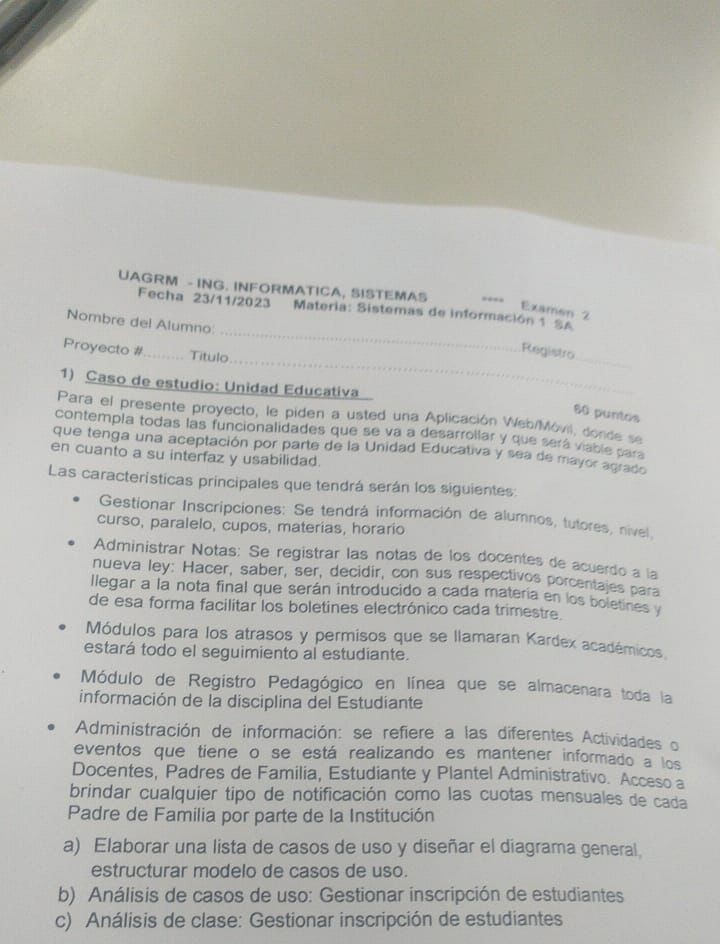 UAGRM - ING. INFORMATICA, SISTEMAS ---- Examen 2
Fecha 23/11/2023 Materia: Sistemas de información 1 SA
Nombre del Alumno: ........................................Registro............
Proyecto #......... Titulo............................................................
1) Caso de estudio: Unidad Educativa 60 puntos
Para el presente proyecto, le piden a usted una Aplicación Web/Móvil, donde se
contempla todas las funcionalidades que se va a desarrollar y que será viable para
que tenga una aceptación por parte de la Unidad Educativa y sea de mayor agrado
en cuanto a su interfaz y usabilidad.
Las características principales que tendrá serán los siguientes:
• Gestionar Inscripciones: Se tendrá información de alumnos, tutores, nivel,
curso, paralelo, cupos, materias, horario
• Administrar Notas: Se registrar las notas de los docentes de acuerdo a la
nueva ley: Hacer, saber, ser, decidir, con sus respectivos porcentajes para
llegar a la nota final que serán introducido a cada materia en los boletines y
de esa forma facilitar los boletines electrónico cada trimestre.
• Módulos para los atrasos y permisos que se llamaran Kardex académicos,
estará todo el seguimiento al estudiante.
• Módulo de Registro Pedagógico en línea que se almacenara toda la
información de la disciplina del Estudiante
• Administración de información: se refiere a las diferentes Actividades o
eventos que tiene o se está realizando es mantener informado a los
Docentes, Padres de Familia, Estudiante y Plantel Administrativo. Acceso a
brindar cualquier tipo de notificación como las cuotas mensuales de cada
Padre de Familia por parte de la Institución
a) Elaborar una lista de casos de uso y diseñar el diagrama general,
estructurar modelo de casos de uso.
b) Análisis de casos de uso: Gestionar inscripción de estudiantes
c) Análisis de clase: Gestionar inscripción de estudiantes